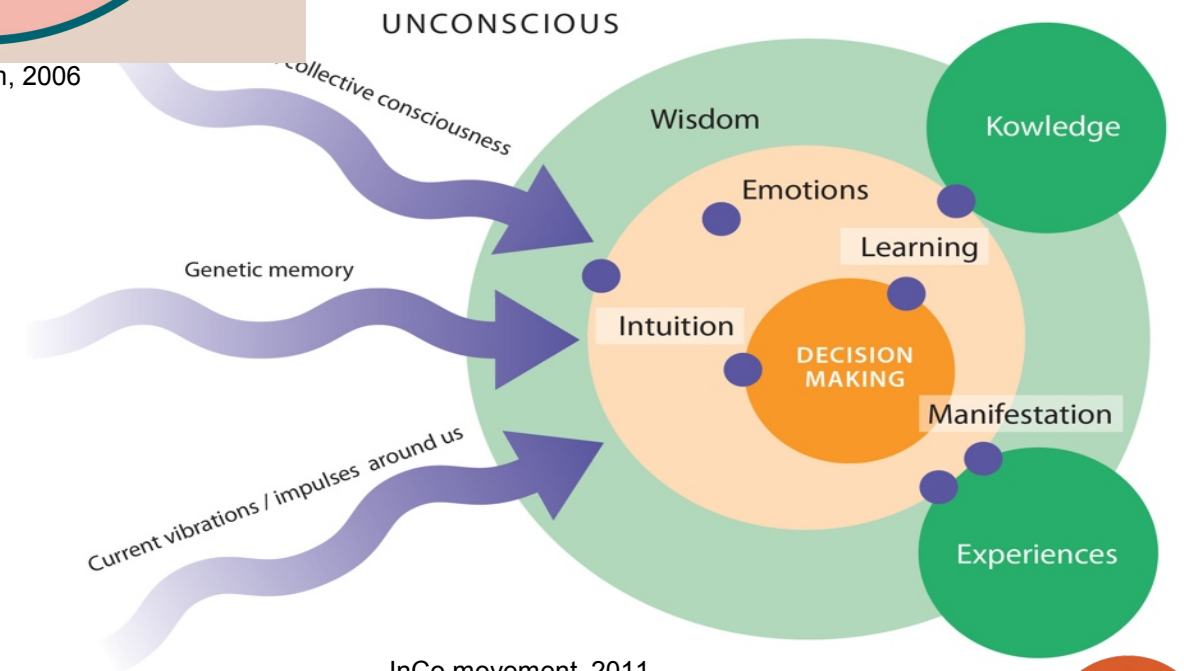 UNCONSCIOUS
, 2006
collective consciousness
Wisdom
Kowledge
Emotions
Learning
Genetic memory
Intuition
DECISION
MAKING
Manifestation
Current vibrations / impulses around us
Experiences
InCo movement, 2011